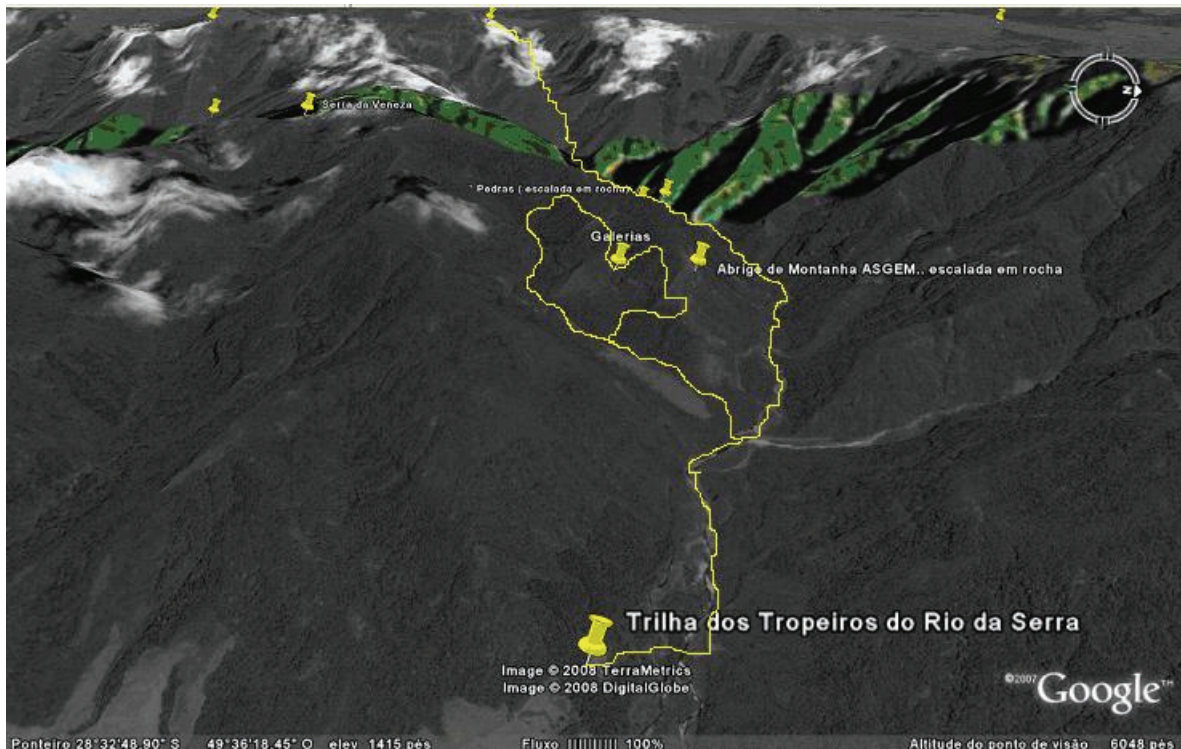 Serra da Veneza
Pedras ( escalada em rocha)
Galerias
Abrigo de Montanha ASGEM.. escalada em rocha
Trilha dos Tropeiros do Rio da Serra
Image © 2008 TerraMetrics
Image © 2008 DigitalGlobe
©2007 Google™
Ponteiro 28°32'48.90" S 49°36'18.45" O elev 1415 pés Fluxo |||||||||| 100% Altitude do ponto de visão 6048 pés